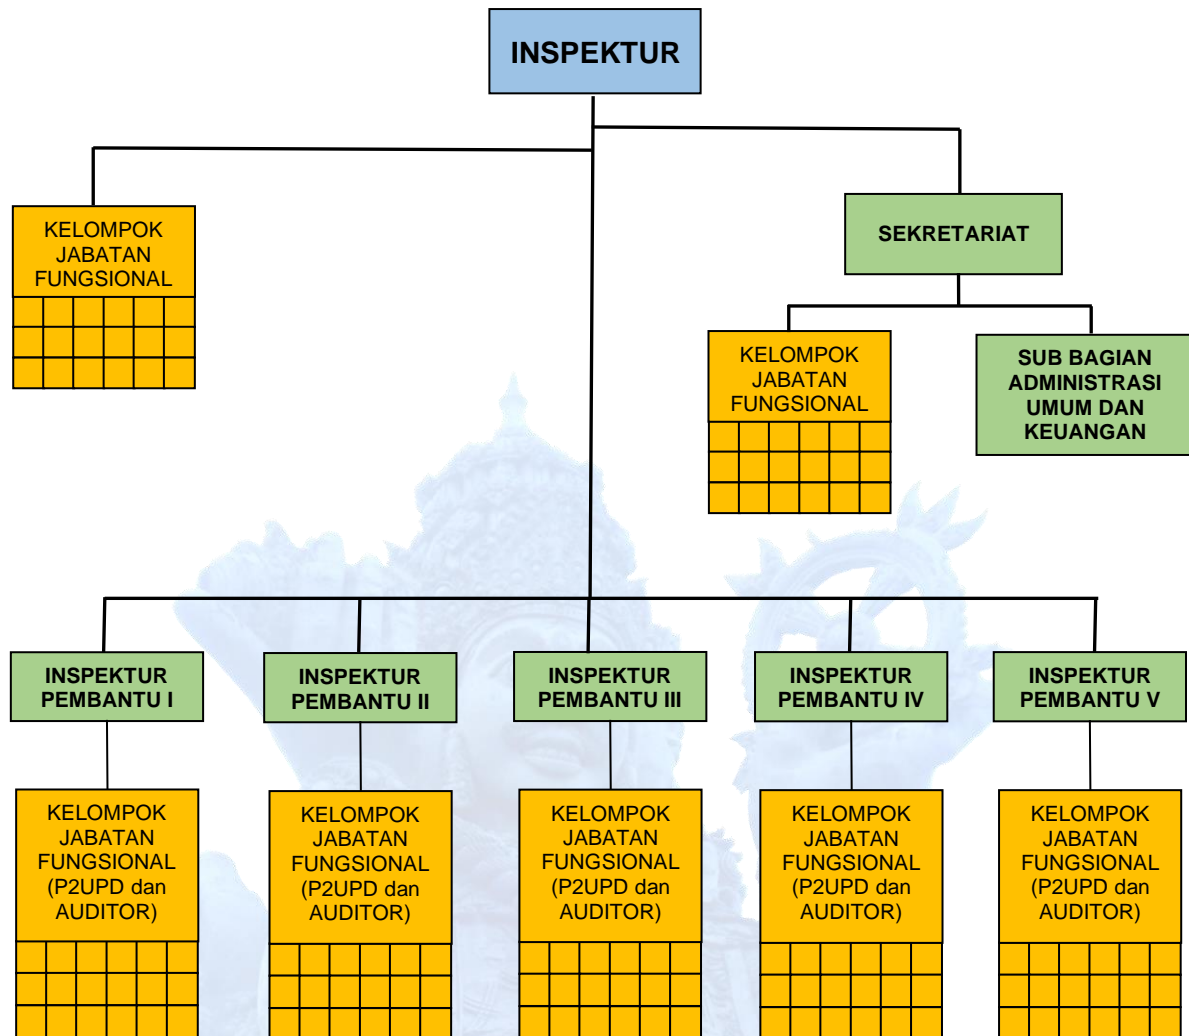 INSPEKTUR
KELOMPOK
JABATAN
FUNGSIONAL
SEKRETARIAT
KELOMPOK
JABATAN
FUNGSIONAL
SUB BAGIAN
ADMINISTRASI
UMUM DAN
KEUANGAN
INSPEKTUR
PEMBANTU I
INSPEKTUR
PEMBANTU II
INSPEKTUR
PEMBANTU III
INSPEKTUR
PEMBANTU IV
INSPEKTUR
PEMBANTU V
KELOMPOK
JABATAN
FUNGSIONAL
(P2UPD dan
AUDITOR)
KELOMPOK
JABATAN
FUNGSIONAL
(P2UPD dan
AUDITOR)
KELOMPOK
JABATAN
FUNGSIONAL
(P2UPD dan
AUDITOR)
KELOMPOK
JABATAN
FUNGSIONAL
(P2UPD dan
AUDITOR)
KELOMPOK
JABATAN
FUNGSIONAL
(P2UPD dan
AUDITOR)